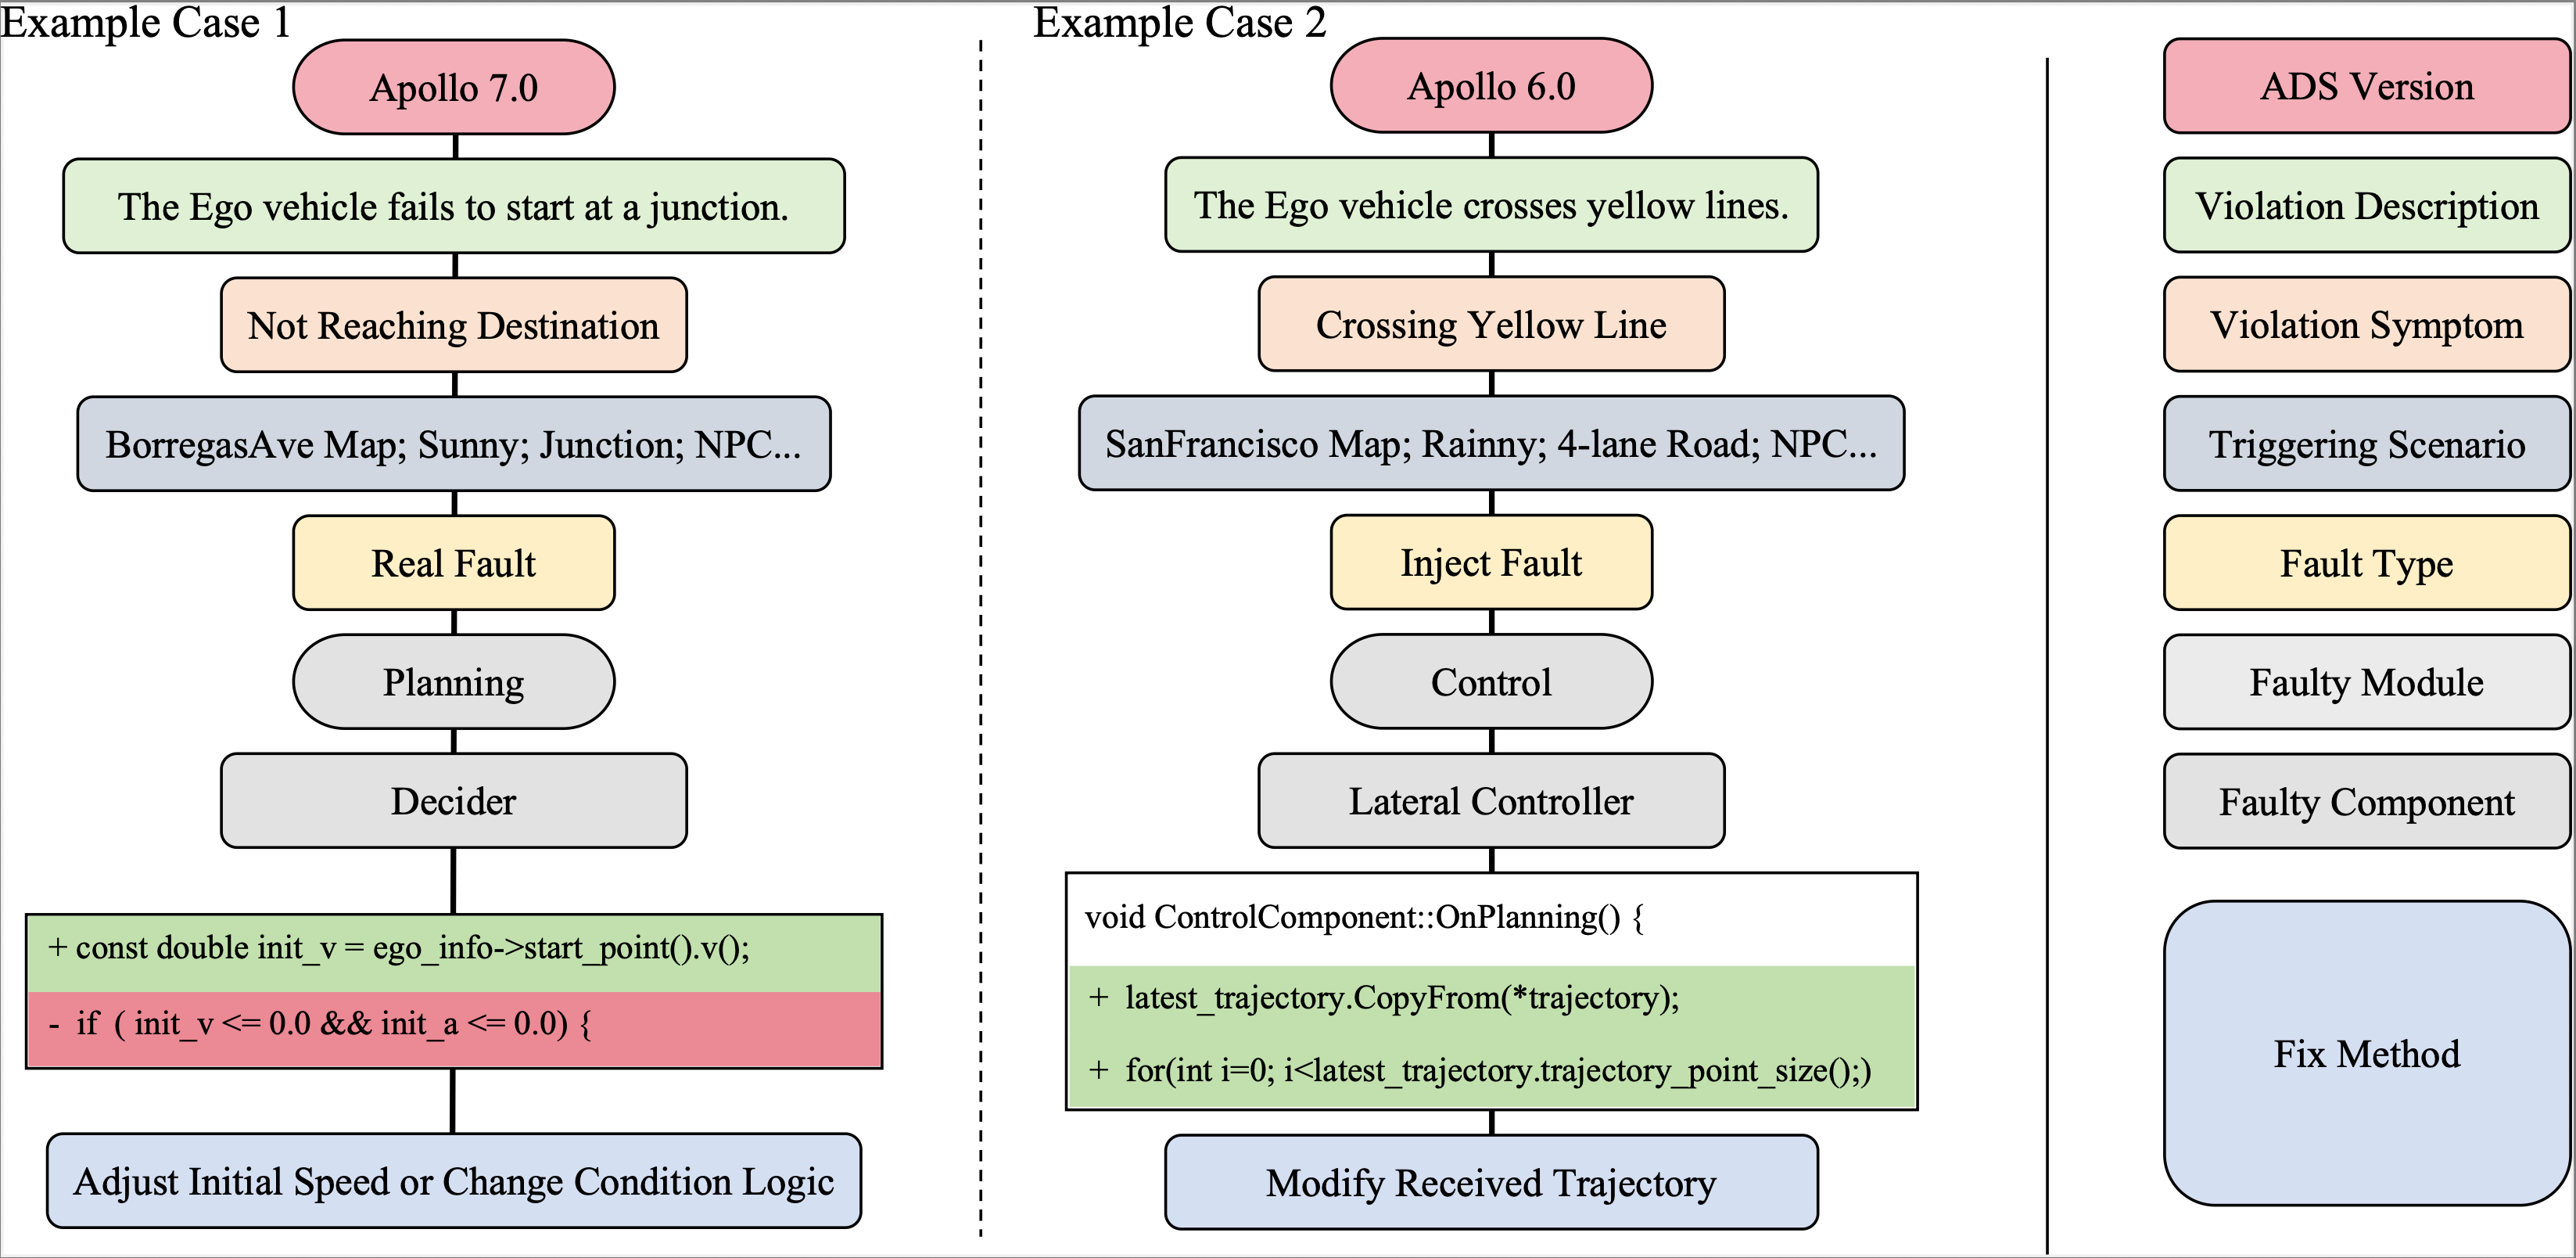 Example Case 1
Apollo 7.0
The Ego vehicle fails to start at a junction.
Not Reaching Destination
BorregasAve Map; Sunny; Junction; NPC...
Real Fault
Planning
Decider
+ const double init_v = ego_info->start_point().v();
- if ( init_v <= 0.0 && init_a <= 0.0) {
Adjust Initial Speed or Change Condition Logic
Example Case 2
Apollo 6.0
The Ego vehicle crosses yellow lines.
Crossing Yellow Line
SanFrancisco Map; Rainny; 4-lane Road; NPC...
Inject Fault
Control
Lateral Controller
void ControlComponent::OnPlanning() {
+ latest_trajectory.CopyFrom(*trajectory);
+ for(int i=0; i<latest_trajectory.trajectory_point_size();)
Modify Received Trajectory
ADS Version
Violation Description
Violation Symptom
Triggering Scenario
Fault Type
Faulty Module
Faulty Component
Fix Method